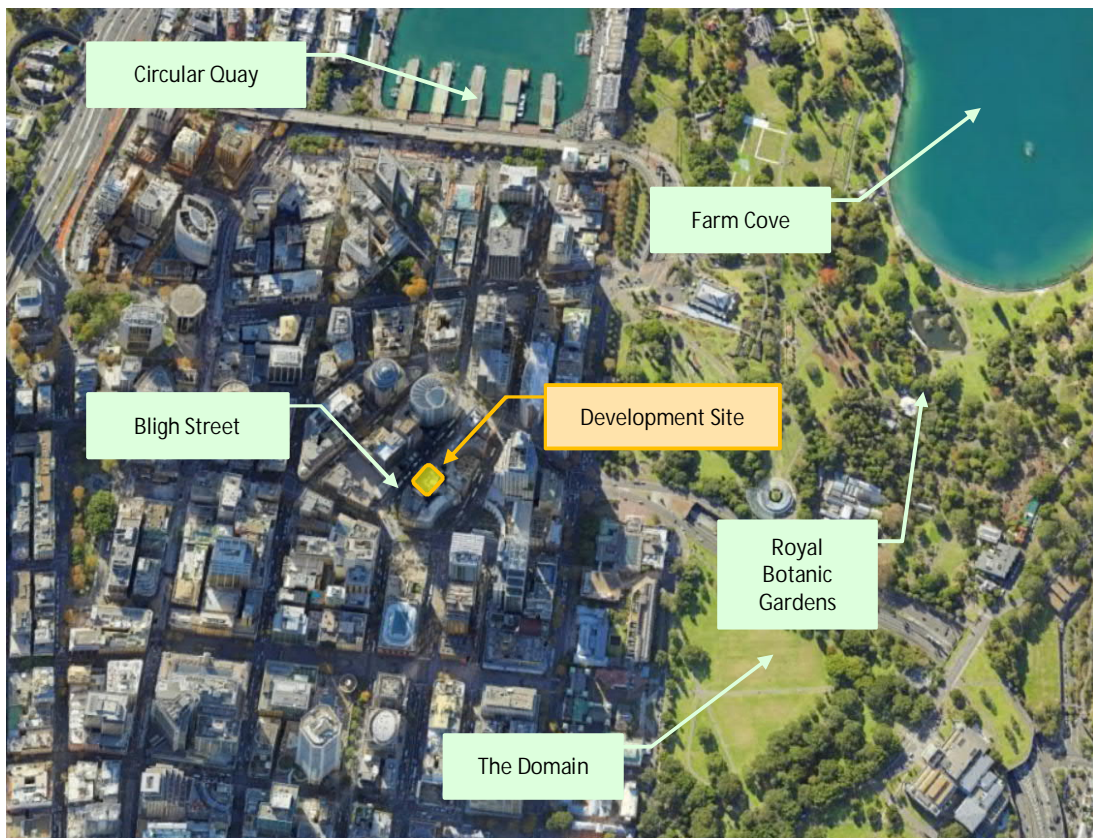 Circular Quay
Farm Cove
Development Site
Bligh Street
Royal
Botanic
Gardens
The Domain